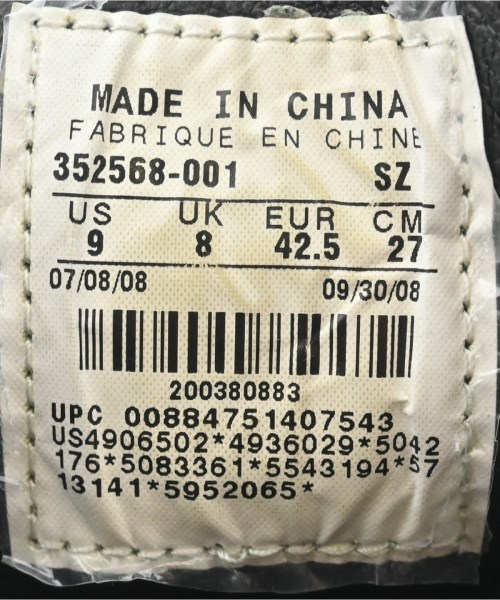 MADE IN CHINA
FABRIQUE EN CHINE
352568-001 SZ
US UK EUR CM
9 8 42.5 27
07/08/08 09/30/08
200380883
UPC 00884751407543
US4906502*4936029*5042
176*5083361*5543194*57
13141*5952065*